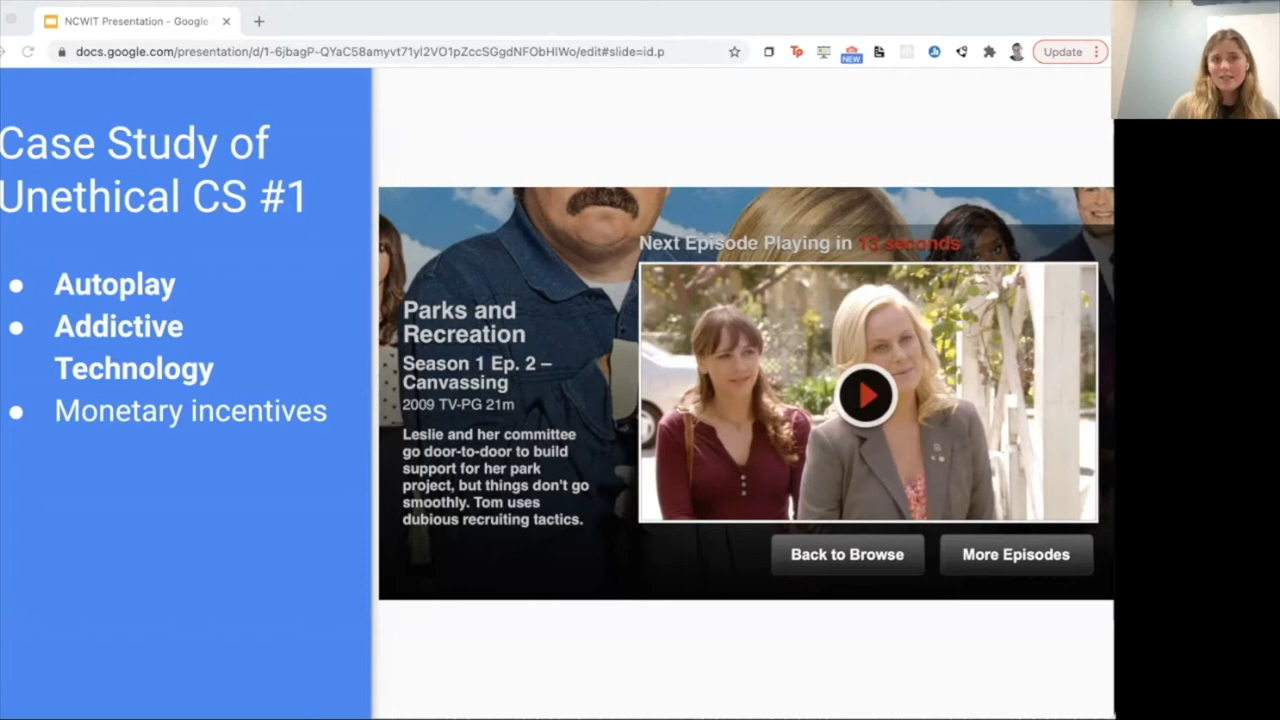 NCWIT Presentation - Google
docs.google.com/presentation/d/1-6jbagP-QYaC58amyvt71yI2VO1pZccSGgdNFObHIWo/edit#slide=id.p
Tp
NEW
Update
Case Study of
Unethical CS #1
Autoplay
Addictive
Technology
Monetary incentives
Next Episode Playing in 13 seconds
Parks and
Recreation
Season 1 Ep. 2 –
Canvassing
2009 TV-PG 21m
Leslie and her committee
go door-to-door to build
support for her park
project, but things don't go
smoothly. Tom uses
dubious recruiting tactics.
Back to Browse
More Episodes